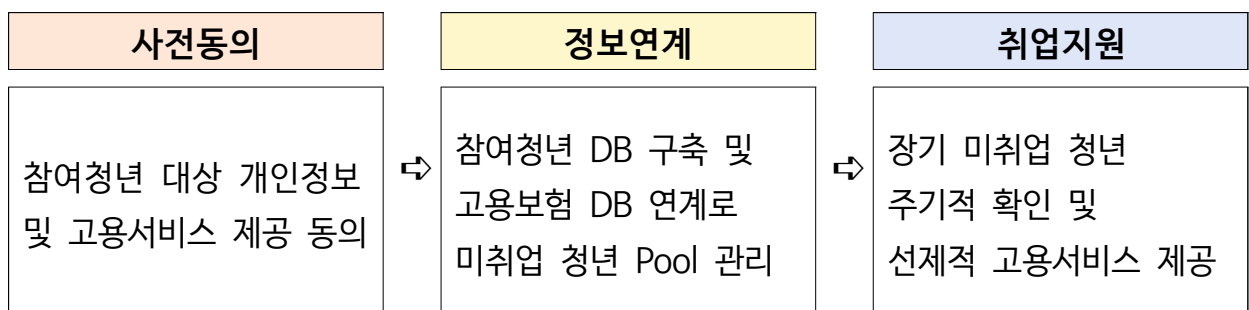 사전동의
참여청년 대상 개인정보
및 고용서비스 제공 동의
➪
정보연계
참여청년 DB 구축 및
고용보험 DB 연계로
미취업 청년 Pool 관리
➪
취업지원
장기 미취업 청년
주기적 확인 및
선제적 고용서비스 제공